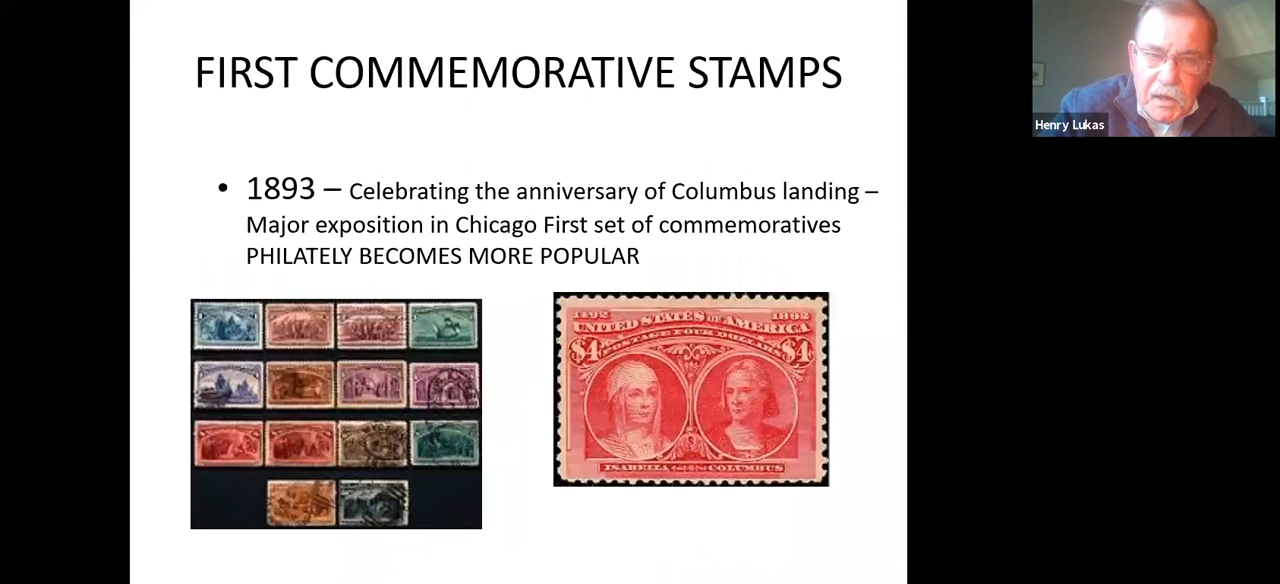 FIRST COMMEMORATIVE STAMPS
Henry Lukas
• 1893 – Celebrating the anniversary of Columbus landing –
Major exposition in Chicago First set of commemoratives
PHILATELY BECOMES MORE POPULAR
1492 1892
UNITED STATES OF AMERICA
$4 POSTAGE FOUR DOLLARS $4
ISABELLA COLUMBUS